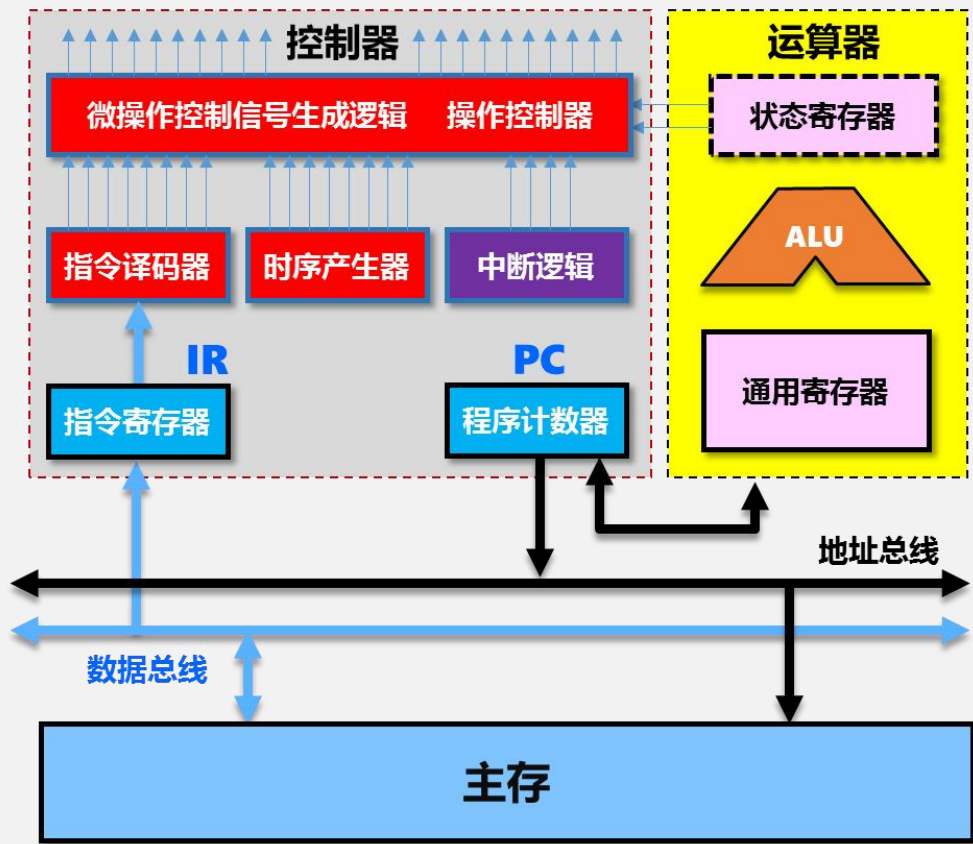 控制器
运算器
微操作控制信号生成逻辑 操作控制器
状态寄存器
ALU
指令译码器
时序产生器
中断逻辑
IR
PC
指令寄存器
程序计数器
通用寄存器
地址总线
数据总线
主存